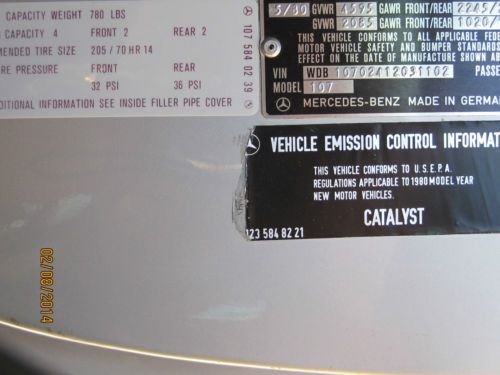 CAPACITY WEIGHT 780 LBS
CAPACITY 4 FRONT 2 REAR 2
MENDED TIRE SIZE 205 / 70 HR 14
PRESSURE FRONT REAR
32 PSI 36 PSI
DITIONAL INFORMATION SEE INSIDE FILLER PIPE COVER
107 584 02 39
5/80 GVWR 4595 GAWR FRONT/REAR 2245/
GVWR 2085 GAWR FRONT/REAR 1020/
THIS VEHICLE CONFORMS TO ALL APPLICABLE FEDE
MOTOR VEHICLE SAFETY AND BUMPER STANDARDS
EFFECT ON THE DATE OF MANUFACTURE SHOWN ABOV
VIN WDB 10702412031102 PASSE
MODEL 107
MERCEDES-BENZ MADE IN GERMAN
VEHICLE EMISSION CONTROL INFORMAT
THIS VEHICLE CONFORMS TO U.S.E.P.A.
REGULATIONS APPLICABLE TO 1980 MODEL YEAR
NEW MOTOR VEHICLES.
CATALYST
123 584 82 21
02/08/2014